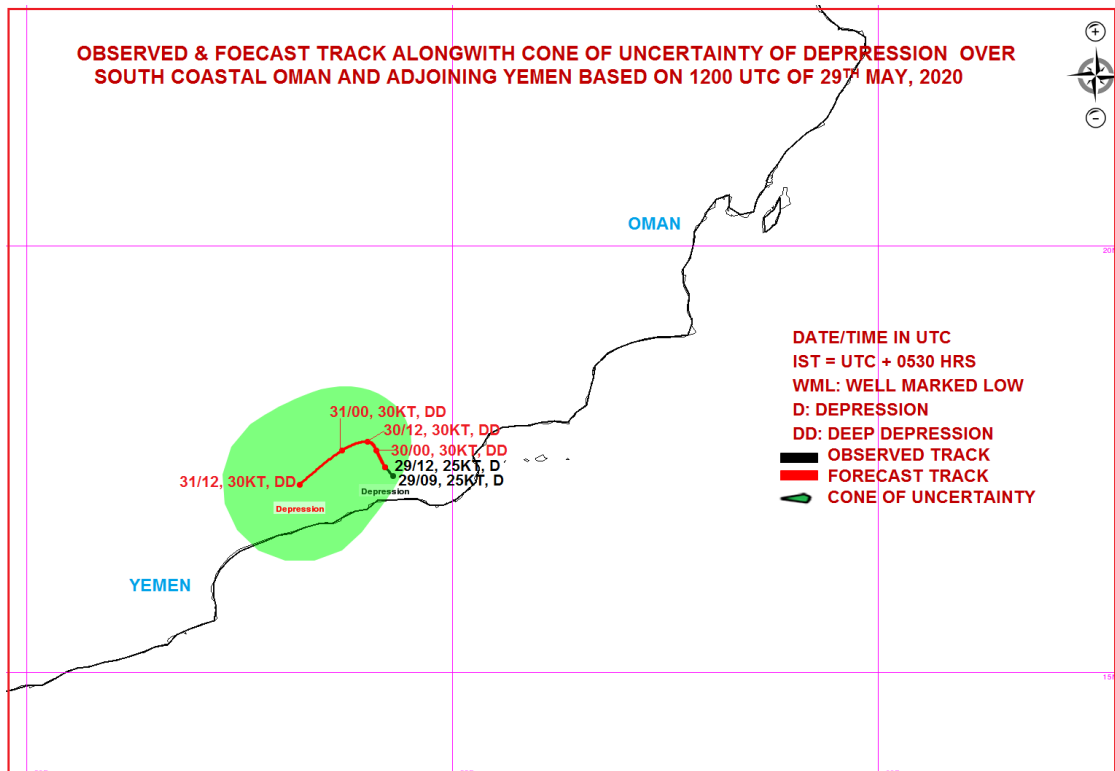 OBSERVED & FOECAST TRACK ALONGWITH CONE OF UNCERTAINTY OF DEPRRESSION OVER
SOUTH COASTAL OMAN AND ADJOINING YEMEN BASED ON 1200 UTC OF 29TH MAY, 2020
OMAN
DATE/TIME IN UTC
IST = UTC + 0530 HRS
WML: WELL MARKED LOW
D: DEPRESSION
DD: DEEP DEPRESSION
OBSERVED TRACK
FORECAST TRACK
CONE OF UNCERTAINTY
31/00, 30KT, DD
30/12, 30KT, DD
30/00, 30KT, DD
29/12, 25KT, D
29/09, 25KT, D
31/12, 30KT, DD
Depression
Depression
YEMEN